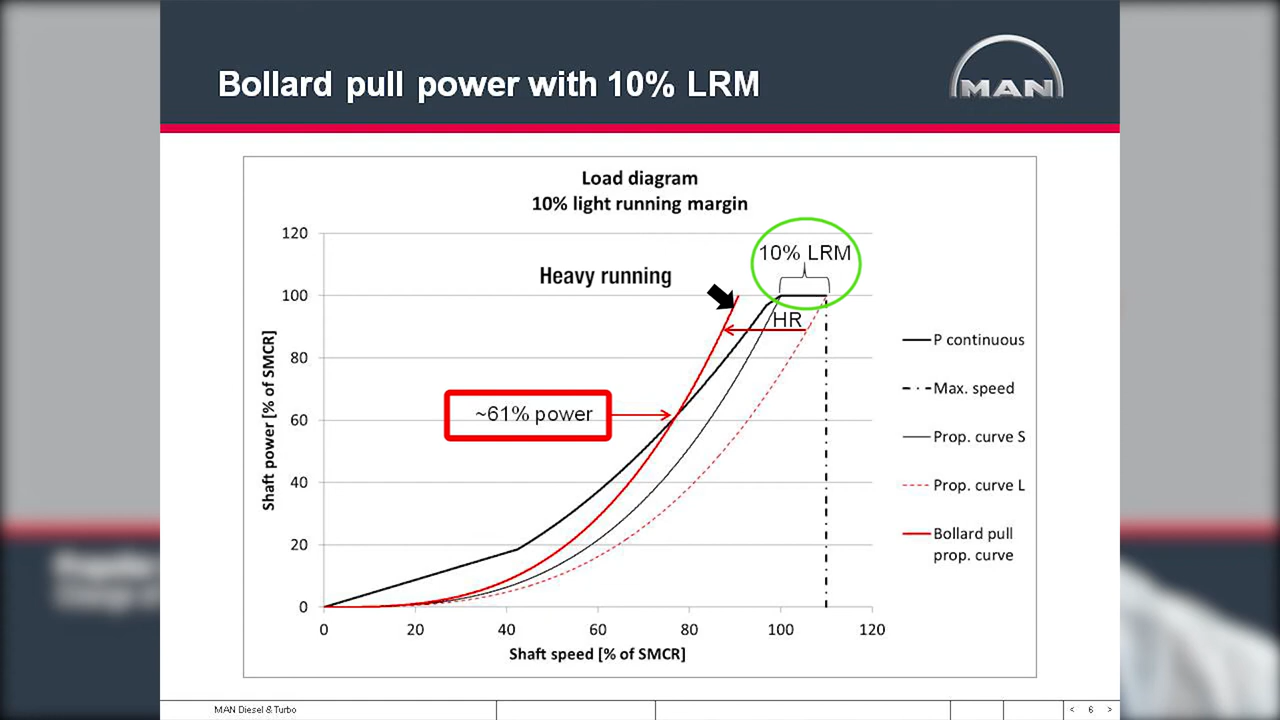 Bollard pull power with 10% LRM
MAN
Load diagram
10% light running margin
120
100
80
60
40
20
0
Shaft power [% of SMCR]
Heavy running
10% LRM
HR
~61% power
0 20 40 60 80 100 120
Shaft speed [% of SMCR]
P continuous
Max. speed
Prop. curve S
Prop. curve L
Bollard pull
prop. curve
MAN Diesel & Turbo
< 6 >